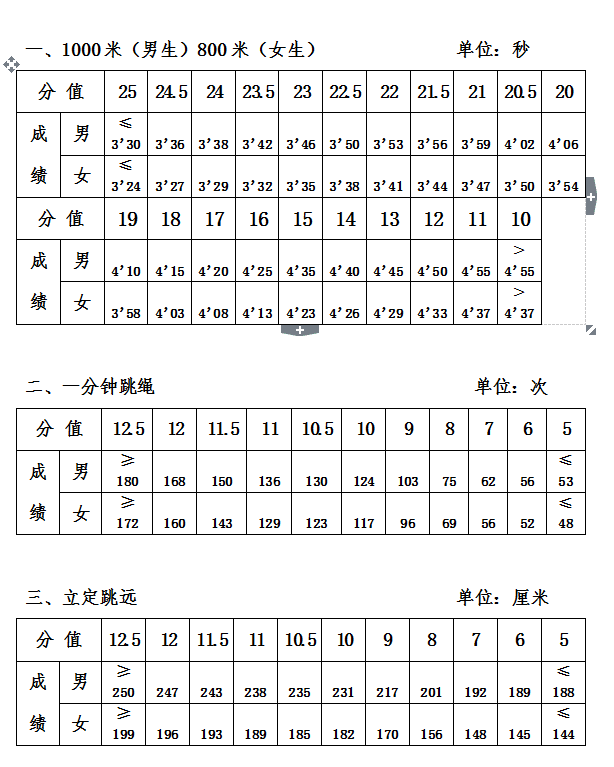 一、1000米（男生）800米（女生） 单位：秒
分 值 25 24.5 24 23.5 23 22.5 22 21.5 21 20.5 20
成绩 男 ≤3’30 3’36 3’38 3’42 3’46 3’50 3’53 3’56 3’59 4’02 4’06
女 ≤3’24 3’27 3’29 3’32 3’35 3’38 3’41 3’44 3’47 3’50 3’54
分 值 19 18 17 16 15 14 13 12 11 10
成绩 男 4’10 4’15 4’20 4’25 4’35 4’40 4’45 4’50 4’55 >4’55
女 3’58 4’03 4’08 4’13 4’23 4’26 4’29 4’33 4’37 >4’37
二、一分钟跳绳 单位：次
分 值 12.5 12 11.5 11 10.5 10 9 8 7 6 5
成绩 男 ≥180 168 150 136 130 124 103 75 62 56 ≤53
女 ≥172 160 143 129 123 117 96 69 56 52 ≤48
三、立定跳远 单位：厘米
分 值 12.5 12 11.5 11 10.5 10 9 8 7 6 5
成绩 男 ≥250 247 243 238 235 231 217 201 192 189 ≤188
女 ≥199 196 193 189 185 182 170 156 148 145 ≤144